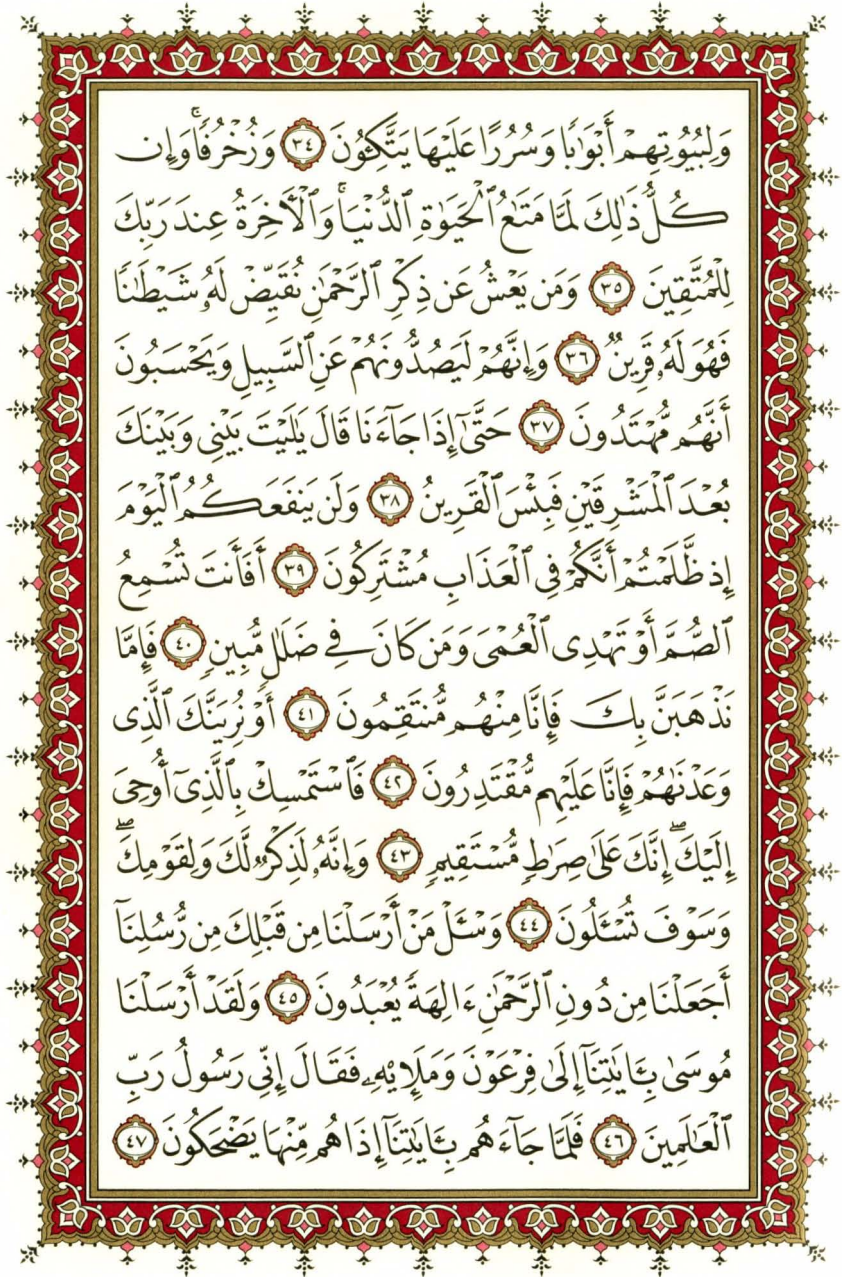 وَلِبُيُوتِهِمْ أَبْوَٰبًا وَسُرُرًا عَلَيْهَا يَتَّكِـُٔونَ ٣٤ وَزُخْرُفًا ۚ وَإِن
كُلُّ ذَٰلِكَ لَمَّا مَتَـٰعُ ٱلْحَيَوٰةِ ٱلدُّنْيَا ۚ وَٱلْـَٔاخِرَةُ عِندَ رَبِّكَ
لِلْمُتَّقِينَ ٣٥ وَمَن يَعْشُ عَن ذِكْرِ ٱلرَّحْمَـٰنِ نُقَيِّضْ لَهُۥ شَيْطَـٰنًا
فَهُوَ لَهُۥ قَرِينٌ ٣٦ وَإِنَّهُمْ لَيَصُدُّونَهُمْ عَنِ ٱلسَّبِيلِ وَيَحْسَبُونَ
أَنَّهُم مُّهْتَدُونَ ٣٧ حَتَّىٰٓ إِذَا جَآءَنَا قَالَ يَـٰلَيْتَ بَيْنِى وَبَيْنَكَ
بُعْدَ ٱلْمَشْرِقَيْنِ فَبِئْسَ ٱلْقَرِينُ ٣٨ وَلَن يَنفَعَكُمُ ٱلْيَوْمَ
إِذ ظَّلَمْتُمْ أَنَّكُمْ فِى ٱلْعَذَابِ مُشْتَرِكُونَ ٣٩ أَفَأَنتَ تُسْمِعُ
ٱلصُّمَّ أَوْ تَهْدِى ٱلْعُمْىَ وَمَن كَانَ فِى ضَلَـٰلٍ مُّبِينٍ ٤٠ فَإِمَّا
نَذْهَبَنَّ بِكَ فَإِنَّا مِنْهُم مُّنتَقِمُونَ ٤١ أَوْ نُرِيَنَّكَ ٱلَّذِى
وَعَدْنَـٰهُمْ فَإِنَّا عَلَيْهِم مُّقْتَدِرُونَ ٤٢ فَٱسْتَمْسِكْ بِٱلَّذِىٓ أُوحِىَ
إِلَيْكَ ۖ إِنَّكَ عَلَىٰ صِرَٰطٍ مُّسْتَقِيمٍ ٤٣ وَإِنَّهُۥ لَذِكْرٌ لَّكَ وَلِقَوْمِكَ ۖ
وَسَوْفَ تُسْـَٔلُونَ ٤٤ وَسْـَٔلْ مَنْ أَرْسَلْنَا مِن قَبْلِكَ مِن رُّسُلِنَآ
أَجَعَلْنَا مِن دُونِ ٱلرَّحْمَـٰنِ ءَالِهَةً يُعْبَدُونَ ٤٥ وَلَقَدْ أَرْسَلْنَا
مُوسَىٰ بِـَٔايَـٰتِنَآ إِلَىٰ فِرْعَوْنَ وَمَلَإِي۟هِۦ فَقَالَ إِنِّى رَسُولُ رَبِّ
ٱلْعَـٰلَمِينَ ٤٦ فَلَمَّا جَآءَهُم بِـَٔايَـٰتِنَآ إِذَا هُم مِّنْهَا يَضْحَكُونَ ٤٧